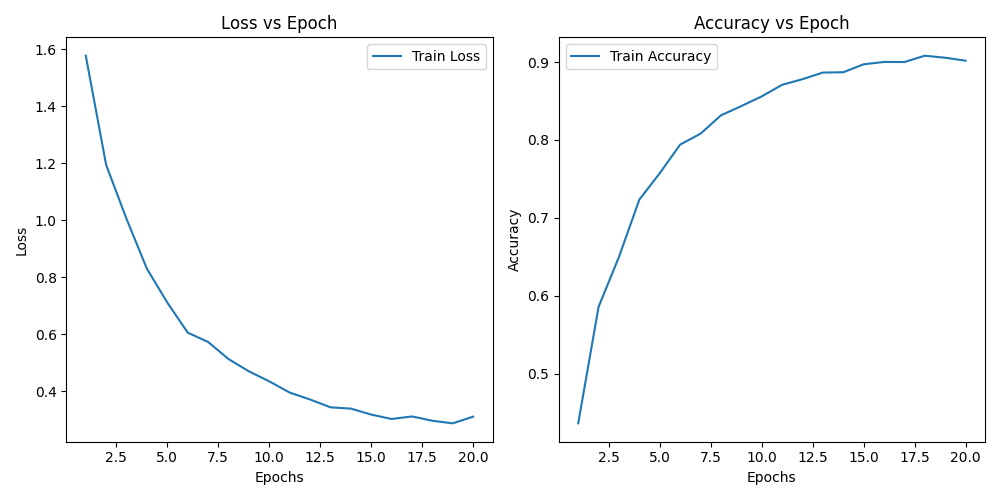 Loss vs Epoch
Train Loss
1.6
1.4
1.2
1.0
0.8
0.6
0.4
Loss
2.5 5.0 7.5 10.0 12.5 15.0 17.5 20.0
Epochs
Accuracy vs Epoch
Train Accuracy
0.9
0.8
0.7
0.6
0.5
Accuracy
2.5 5.0 7.5 10.0 12.5 15.0 17.5 20.0
Epochs